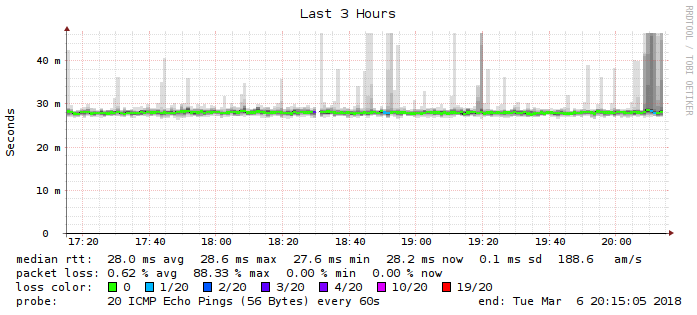 Last 3 Hours
RRDTOOL / TOBI OETIKER
Seconds
40 m
30 m
20 m
10 m
0
17:20 17:40 18:00 18:20 18:40 19:00 19:20 19:40 20:00
median rtt: 28.0 ms avg 28.6 ms max 27.6 ms min 28.2 ms now 0.1 ms sd 188.6 am/s
packet loss: 0.62 % avg 88.33 % max 0.00 % min 0.00 % now
loss color: 0 1/20 2/20 3/20 4/20 10/20 19/20
probe: 20 ICMP Echo Pings (56 Bytes) every 60s end: Tue Mar 6 20:15:05 2018